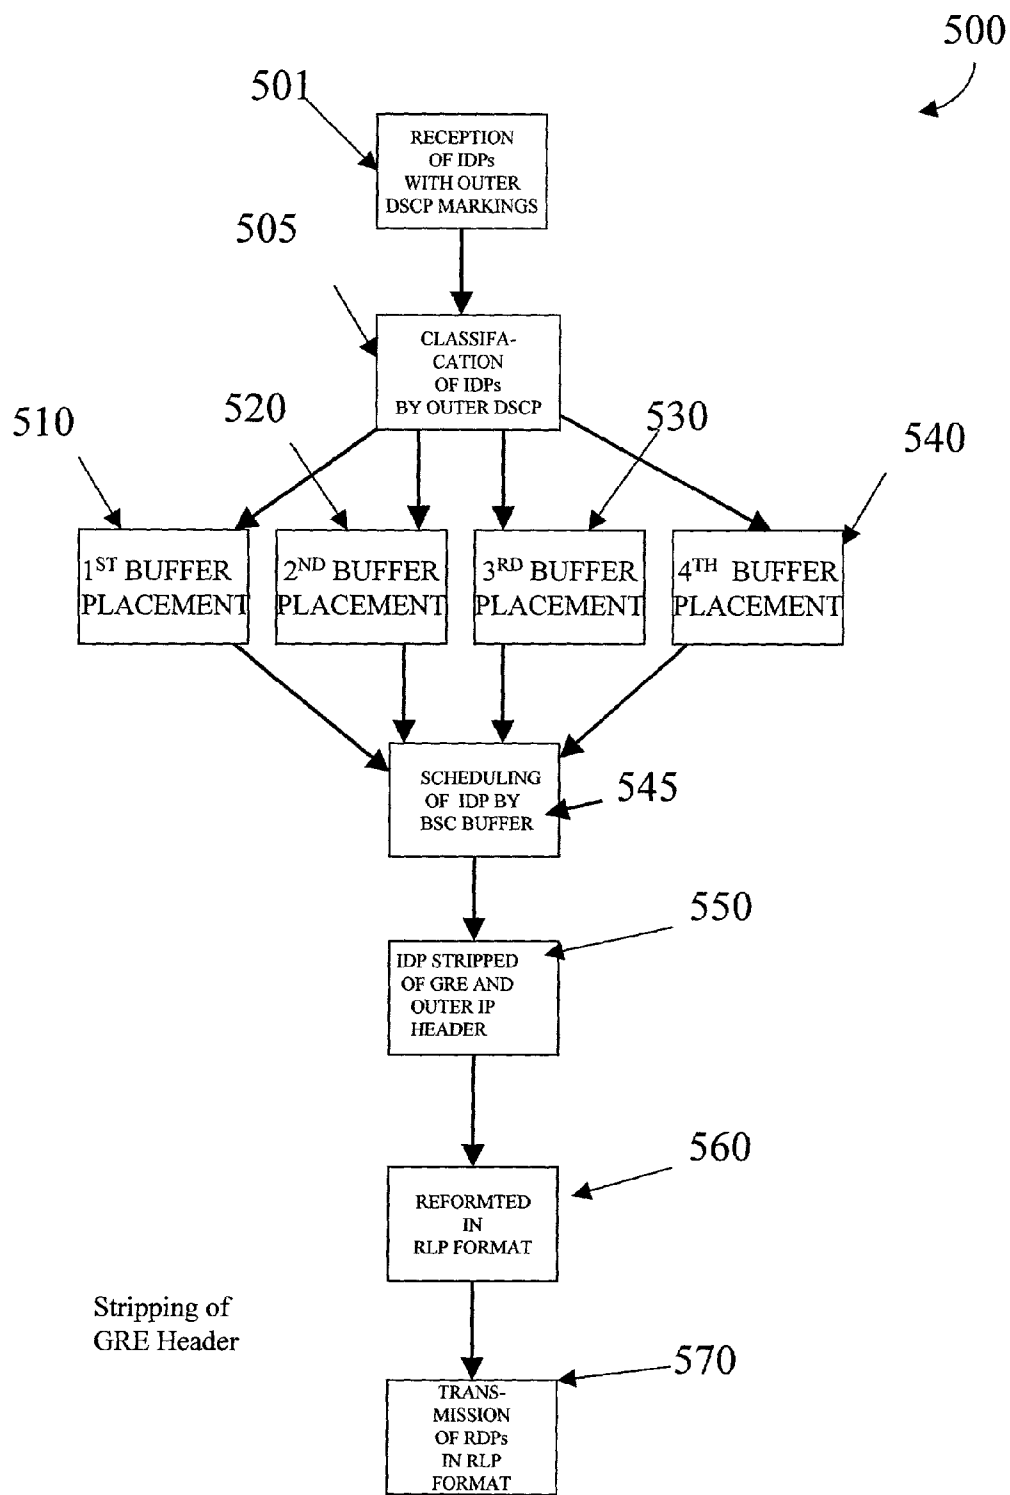 500
501
RECEPTION
OF IDPs
WITH OUTER
DSCP MARKINGS
505
CLASSIFA-
CATION
OF IDPs
BY OUTER DSCP
510
520
530
540
1ST BUFFER
PLACEMENT
2ND BUFFER
PLACEMENT
3RD BUFFER
PLACEMENT
4TH BUFFER
PLACEMENT
SCHEDULING
OF IDP BY
BSC BUFFER
545
550
IDP STRIPPED
OF GRE AND
OUTER IP
HEADER
560
REFORMTED
IN
RLP FORMAT
Stripping of
GRE Header
570
TRANS-
MISSION
OF RDPs
IN RLP
FORMAT